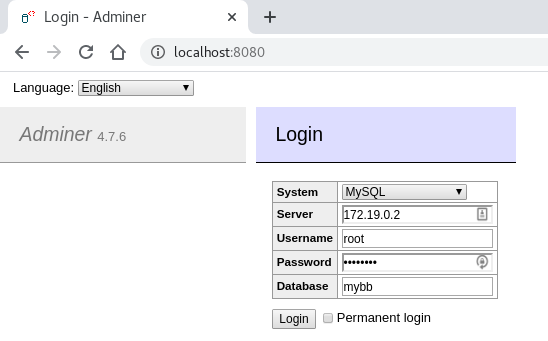 Login - Adminer
localhost:8080
Language: English
Adminer 4.7.6
Login
System MySQL
Server 172.19.0.2
Username root
Password ••••••••
Database mybb
Login Permanent login